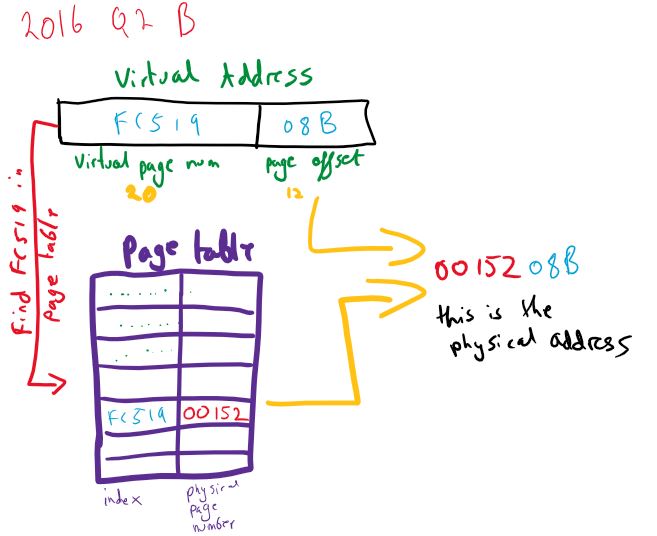 2016 Q2 B
Virtual Address
FC519 08B
Virtual page num page offset
20 12
Find FC519 in
page table
page table
FC519 00152
index physical
page
number
00152 08B
this is the
physical address